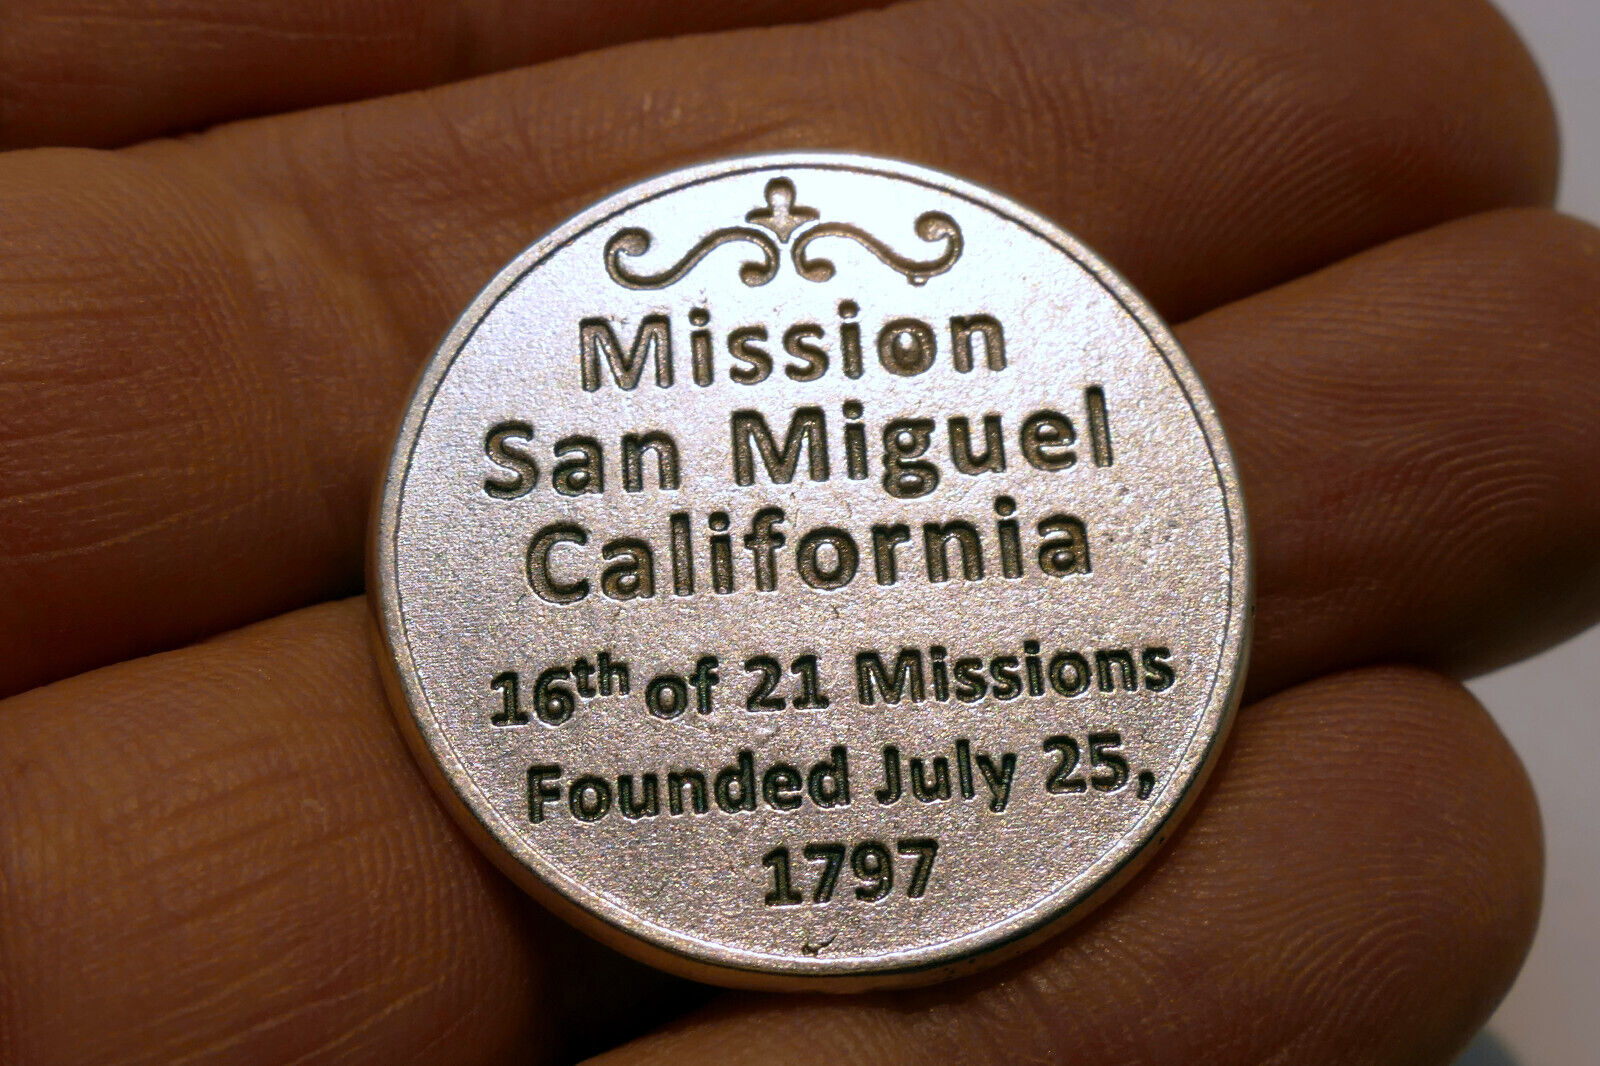 Mission
San Miguel
California
16th of 21 Missions
Founded July 25,
1797